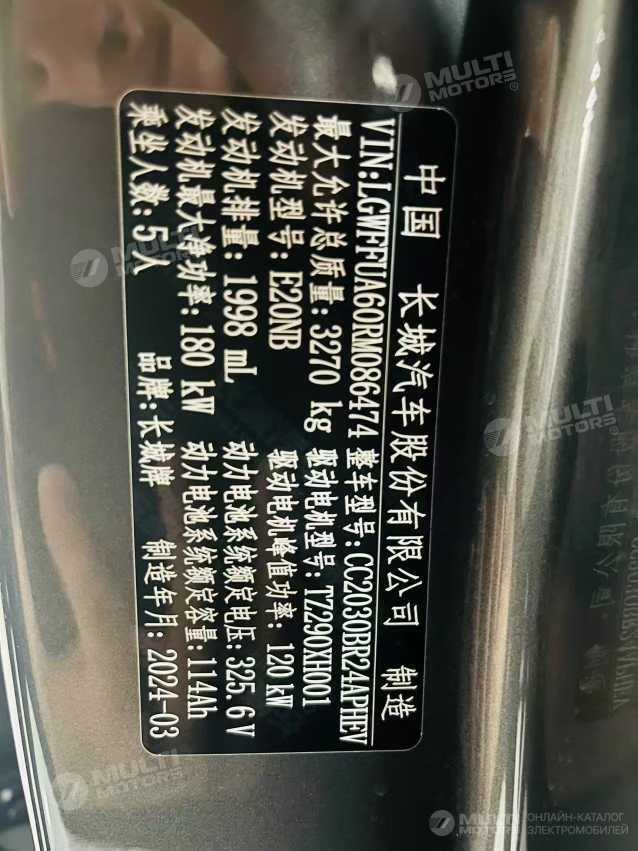 中国 长城汽车股份有限公司 制造
VIN:LGWFFUA60RM086474 整车型号:CC2030BR24APHEV
最大允许总质量: 3270 kg 驱动电机型号: TZ290XH001
发动机型号: E20NB 驱动电机峰值功率: 120 kW
发动机排量: 1998 mL 动力电池系统额定电压: 325.6 V
发动机最大净功率: 180 kW 动力电池系统额定容量: 114Ah
乘坐人数: 5人 品牌: 长城牌 制造年月: 2024-03
MULTI
MOTORS®
MULTI
MOTORS®
MULTI
MOTORS®
MULTI
MOTORS
MULTI
MOTORS
ОНЛАЙН-КАТАЛОГ
ЭЛЕКТРОМОБИЛЕЙ